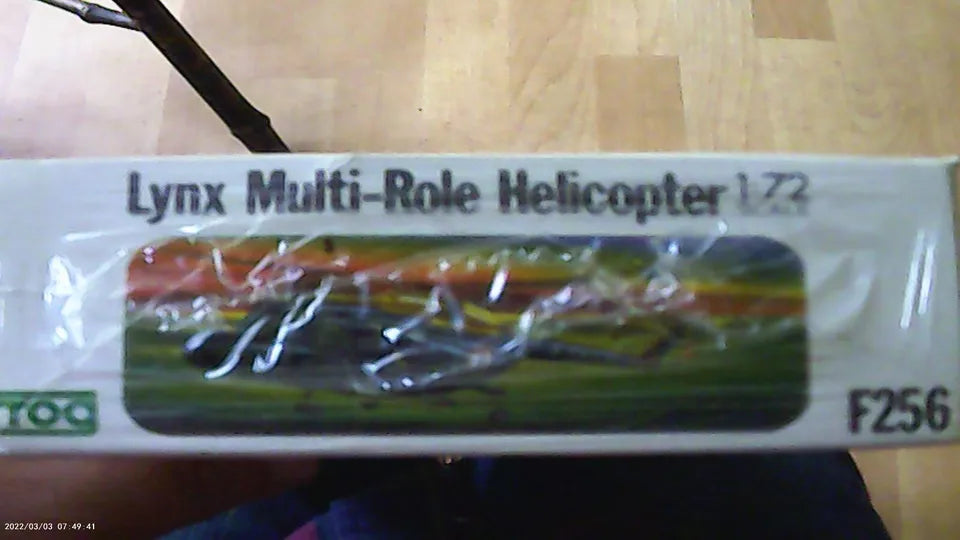 Lynx Multi-Role Helicopter 1:72
F256
2022/03/03 07:49:41